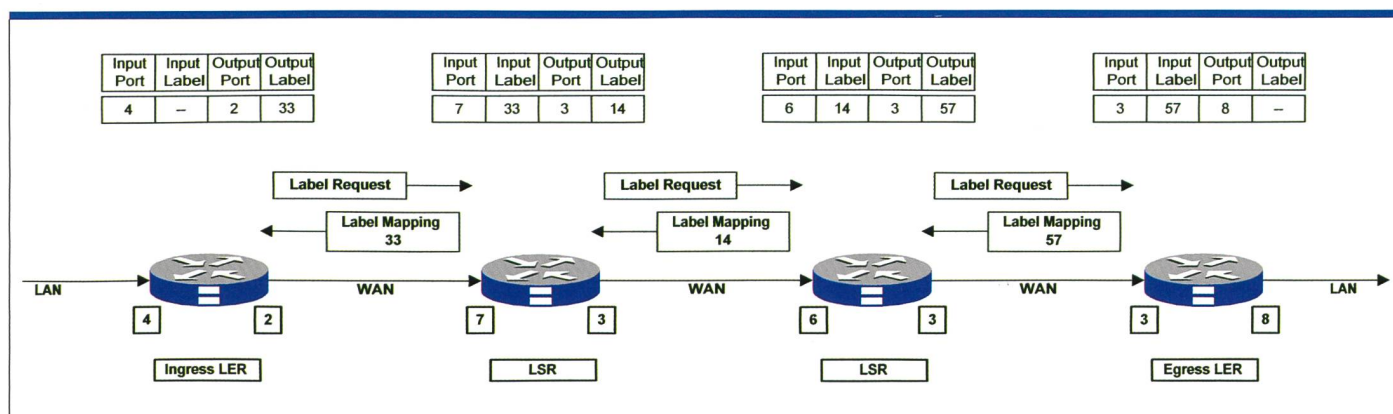 Input Port Input Label Output Port Output Label
4 -- 2 33
Input Port Input Label Output Port Output Label
7 33 3 14
Input Port Input Label Output Port Output Label
6 14 3 57
Input Port Input Label Output Port Output Label
3 57 8 --
Label Request
Label Request
Label Request
Label Mapping
33
Label Mapping
14
Label Mapping
57
LAN WAN WAN WAN LAN
4 2 7 3 6 3 3 8
Ingress LER LSR LSR Egress LER